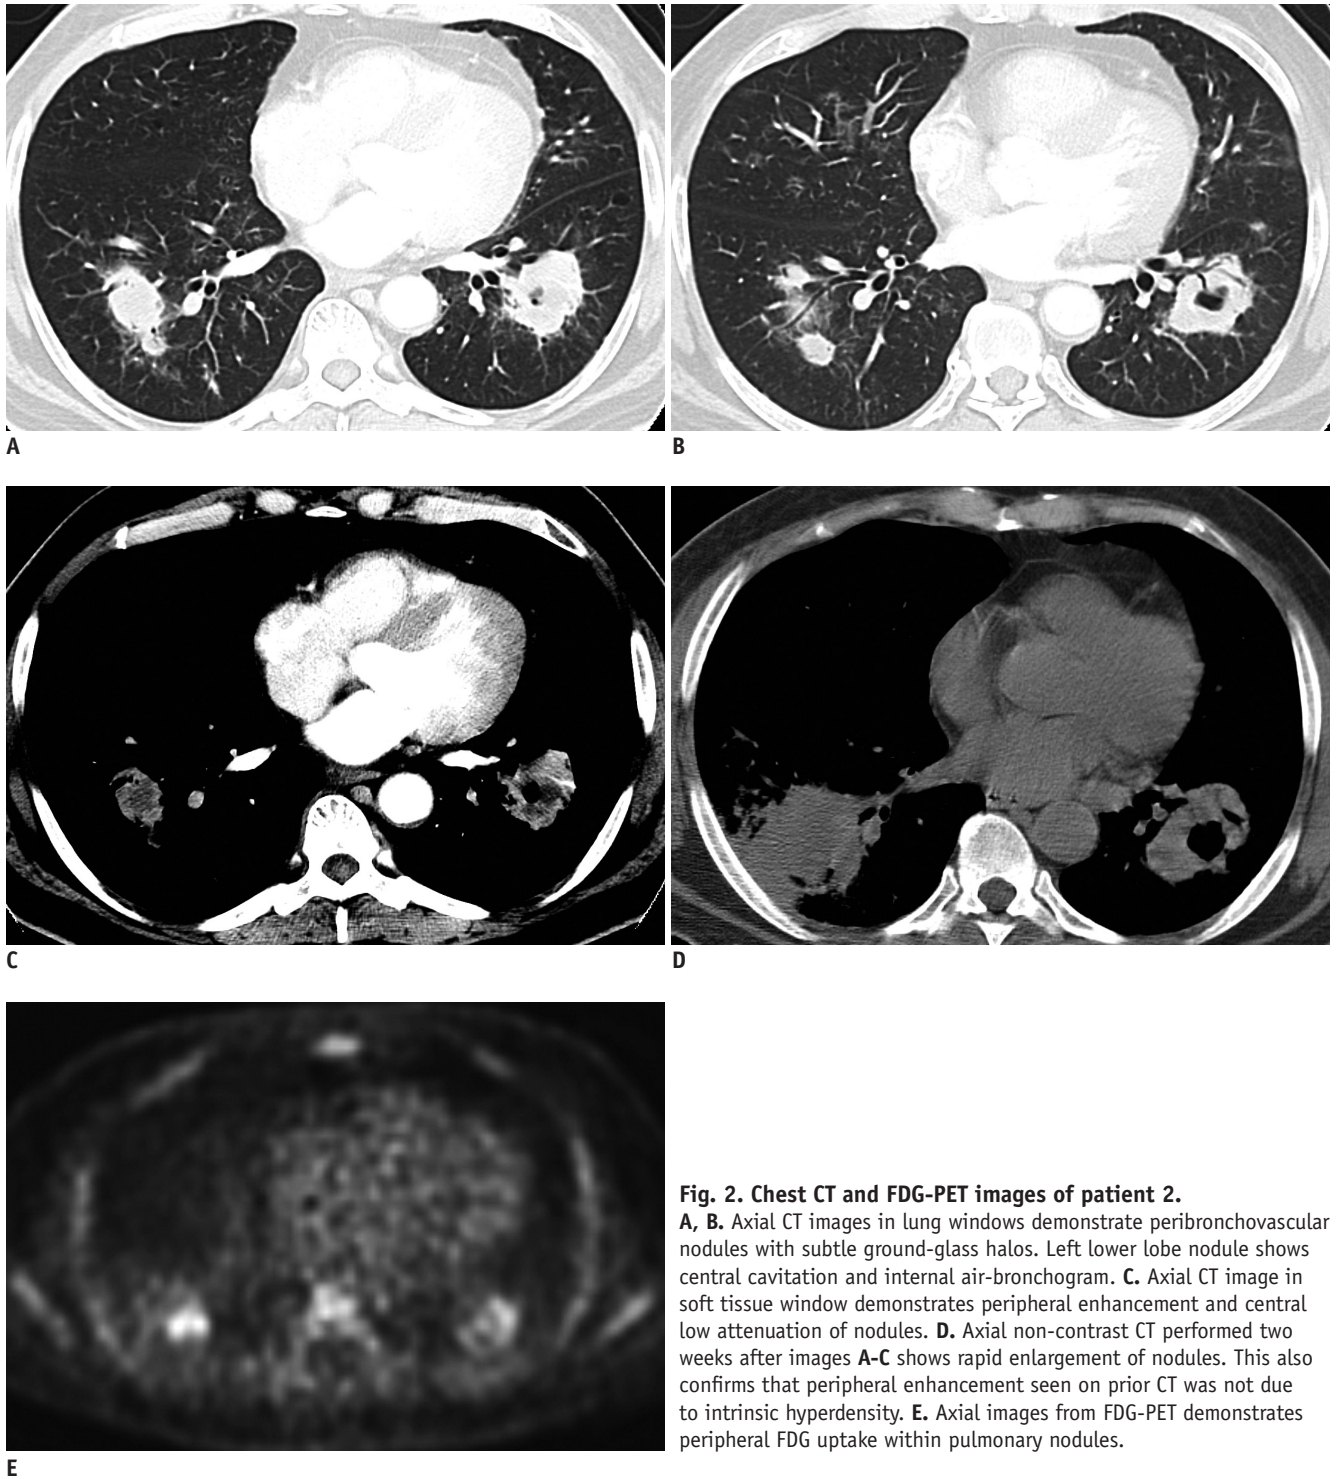 A
B
C
D
E
Fig. 2. Chest CT and FDG-PET images of patient 2.
A, B. Axial CT images in lung windows demonstrate peribronchovascular
nodules with subtle ground-glass halos. Left lower lobe nodule shows
central cavitation and internal air-bronchogram. C. Axial CT image in
soft tissue window demonstrates peripheral enhancement and central
low attenuation of nodules. D. Axial non-contrast CT performed two
weeks after images A-C shows rapid enlargement of nodules. This also
confirms that peripheral enhancement seen on prior CT was not due
to intrinsic hyperdensity. E. Axial images from FDG-PET demonstrates
peripheral FDG uptake within pulmonary nodules.